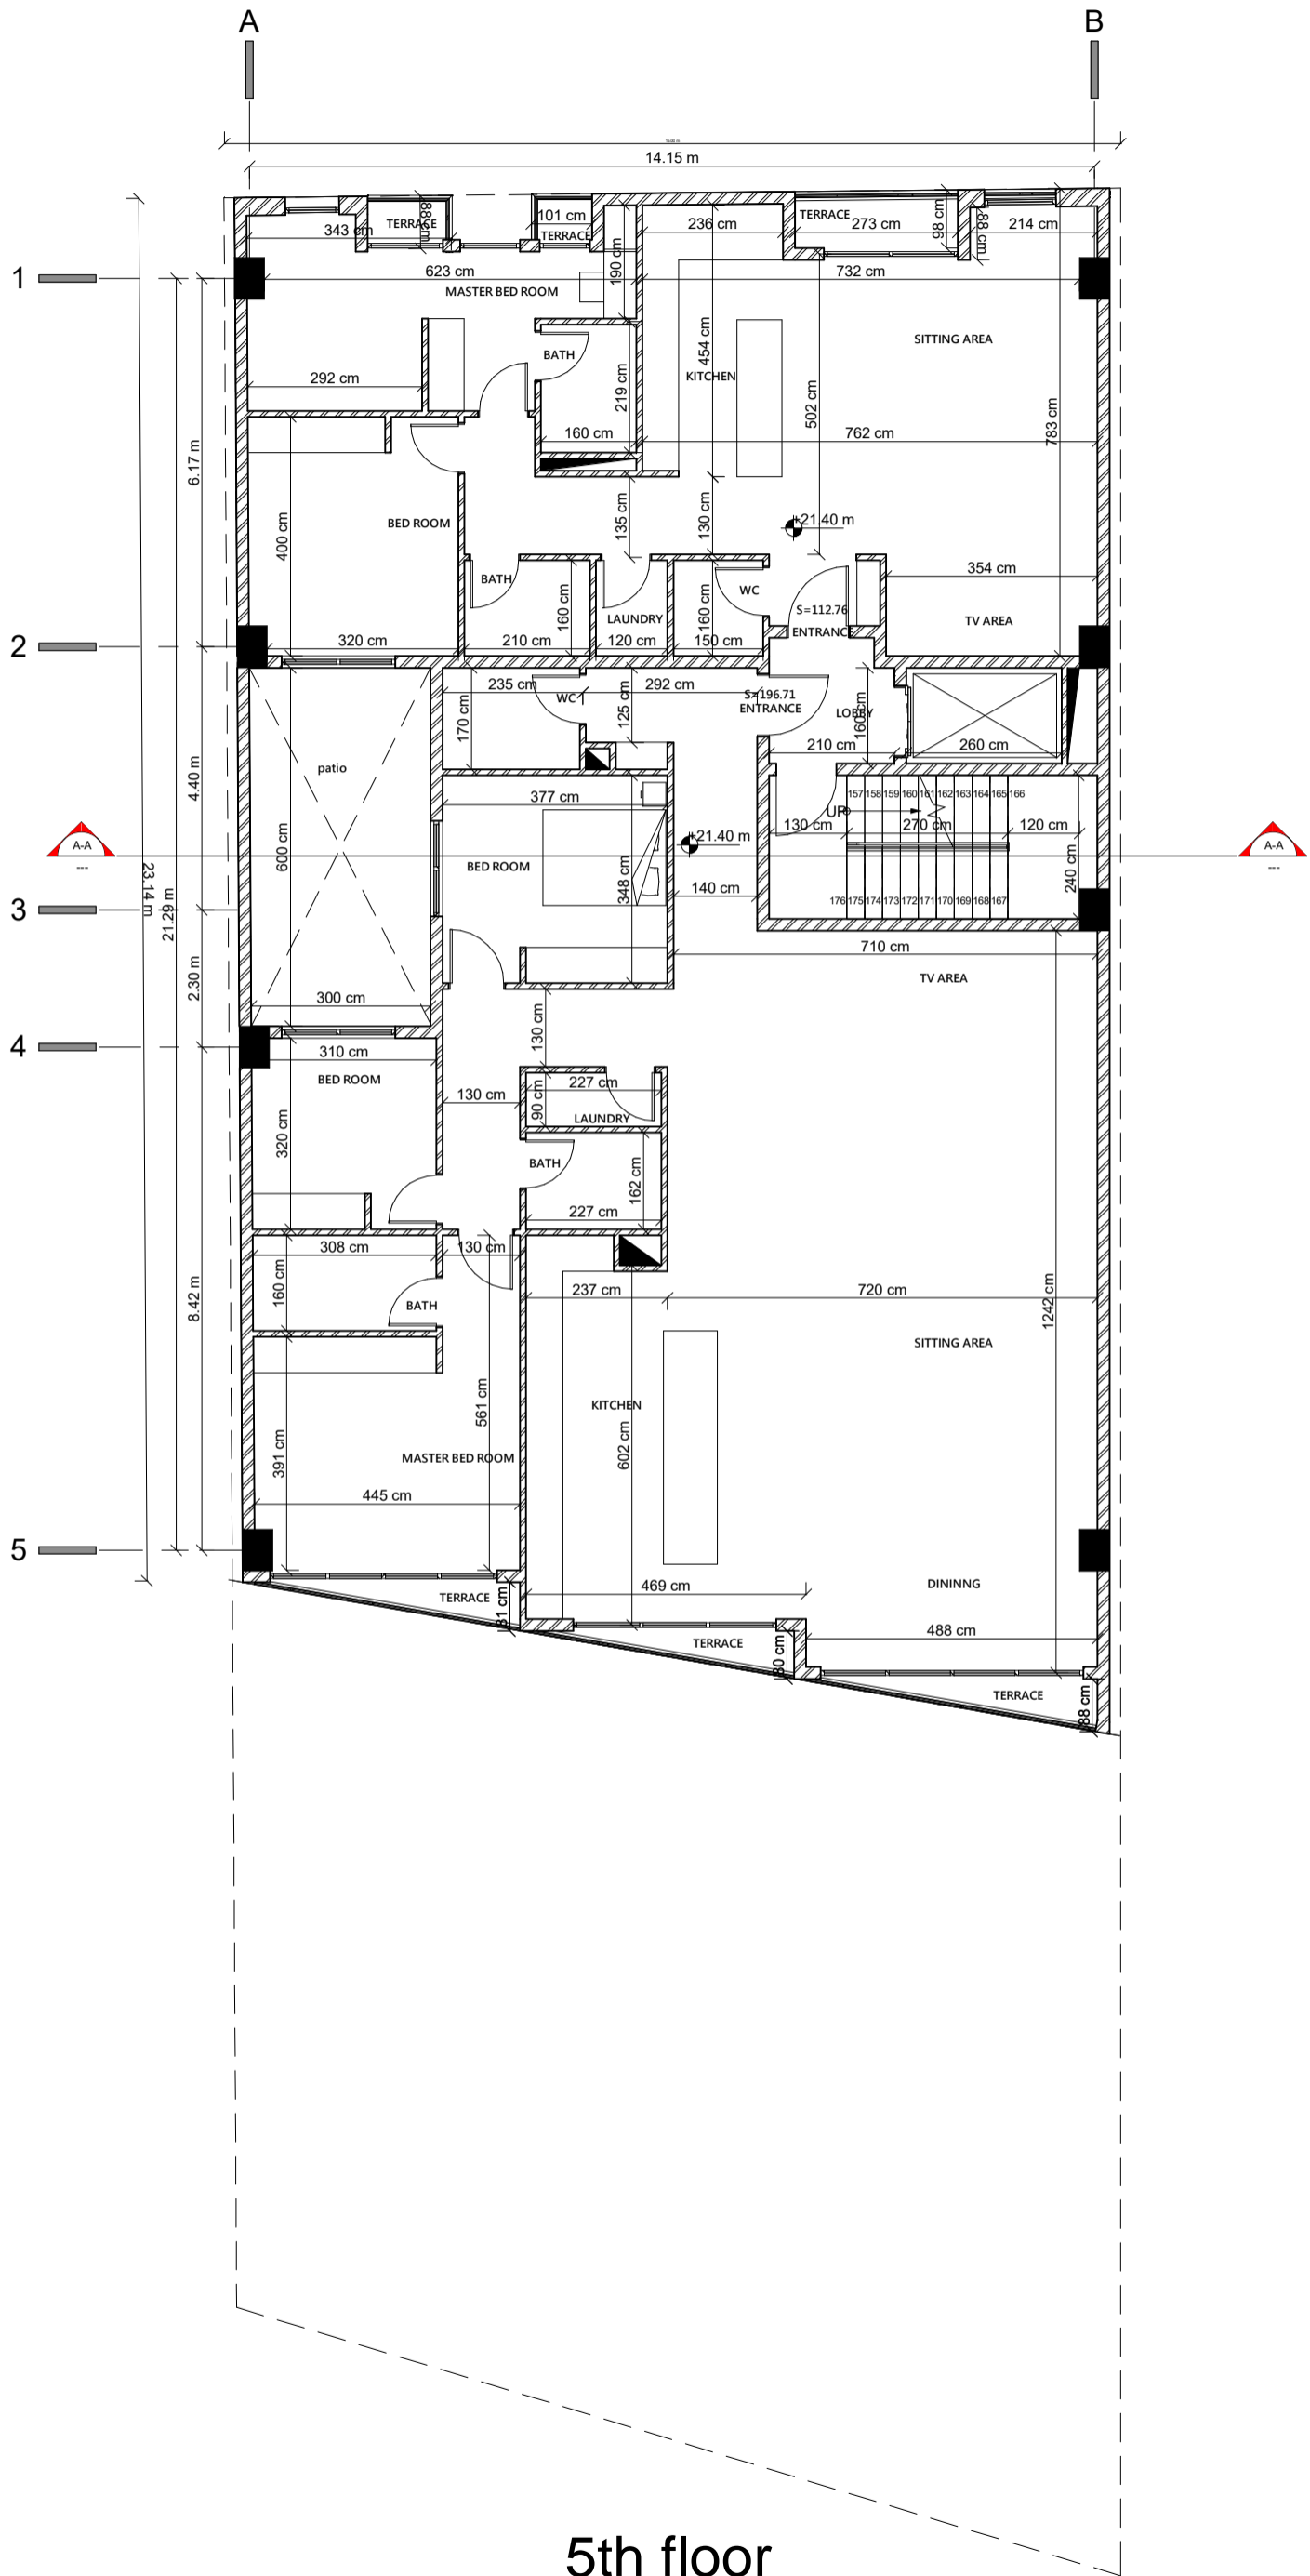 A
B
14.15 m
TERRACE
88 cm
101 cm
TERRACE
343 cm
190 cm
236 cm
TERRACE
273 cm
98 cm
88 cm
214 cm
1
623 cm
732 cm
MASTER BED ROOM
SITTING AREA
BATH
454 cm
KITCHEN
292 cm
219 cm
502 cm
783 cm
160 cm
762 cm
6.17 m
BED ROOM
400 cm
135 cm
130 cm
+21.40 m
354 cm
BATH
160 cm
WC
160 cm
S=112.76
LAUNDRY
ENTRANCE
TV AREA
2
320 cm
210 cm
120 cm
150 cm
235 cm
WC
125 cm
292 cm
S=196.71
ENTRANCE
LOBBY
160 cm
170 cm
210 cm
260 cm
patio
4.40 m
377 cm
157 158 159 160 161 162 163 164 165 166
UP
130 cm
270 cm
120 cm
+21.40 m
A-A
---
A-A
---
600 cm
BED ROOM
348 cm
240 cm
23.14 m
21.29 m
140 cm
176 175 174 173 172 171 170 169 168 167
3
710 cm
TV AREA
2.30 m
300 cm
130 cm
4
310 cm
BED ROOM
227 cm
90 cm
130 cm
LAUNDRY
320 cm
BATH
162 cm
227 cm
308 cm
130 cm
160 cm
BATH
237 cm
720 cm
1242 cm
8.42 m
SITTING AREA
561 cm
KITCHEN
391 cm
MASTER BED ROOM
602 cm
445 cm
5
469 cm
DININNG
TERRACE
81 cm
488 cm
TERRACE
80 cm
TERRACE
88 cm
5th floor